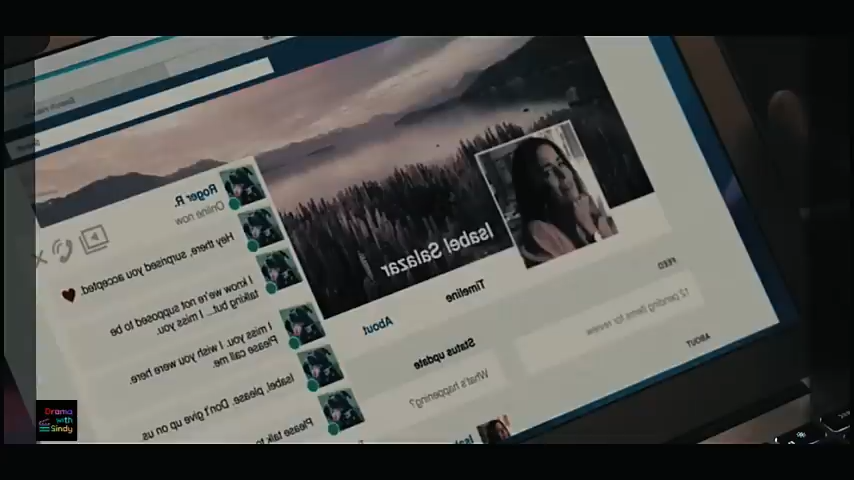 Search
Roger R.
Online now
Hey there, surprised you accepted.
I know we're not supposed to be
talking, but... I miss you.
I miss you. I wish you were here.
Please call me.
Isabel, please. Don't give up on us
Please talk to
Isabel Salazar
Timeline
About
Status update
What's happening?
FEED
12 pending items for review
ABOUT
Drama
with
Sindy